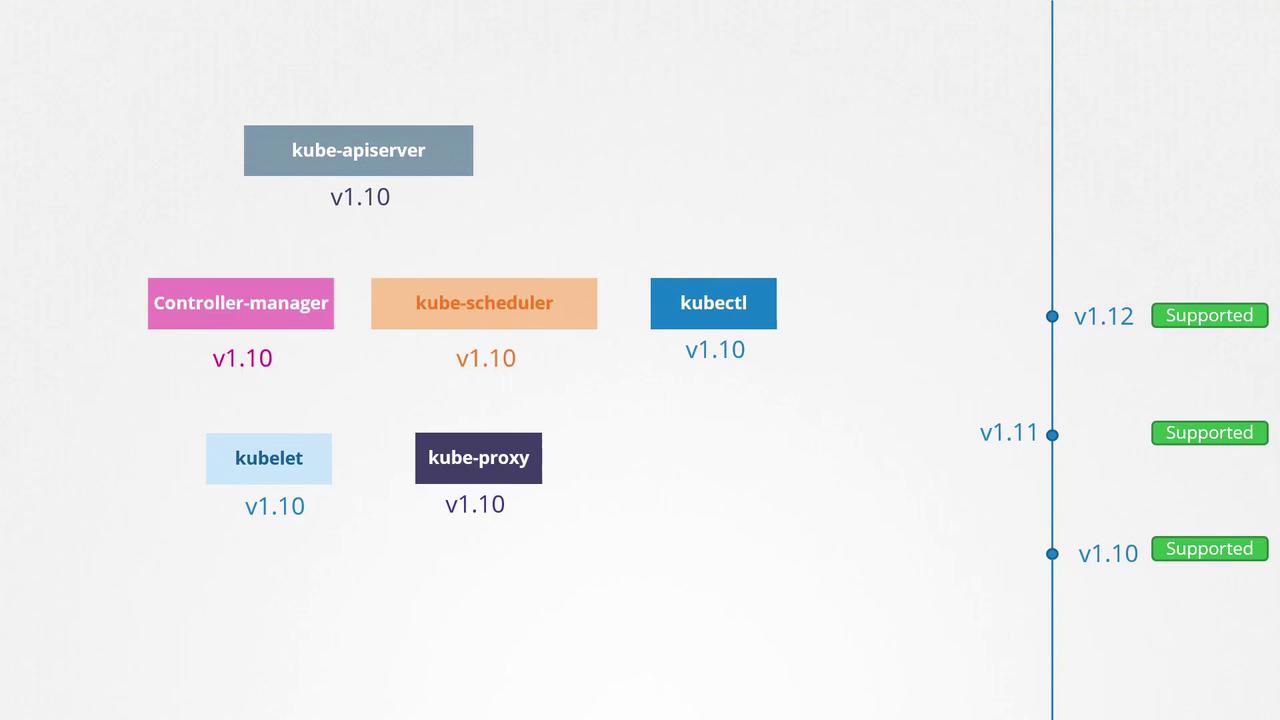 kube-apiserver
v1.10
Controller-manager
kube-scheduler
kubectl
v1.10
v1.10
v1.10
kubelet
kube-proxy
v1.10
v1.10
v1.12
Supported
v1.11
Supported
v1.10
Supported